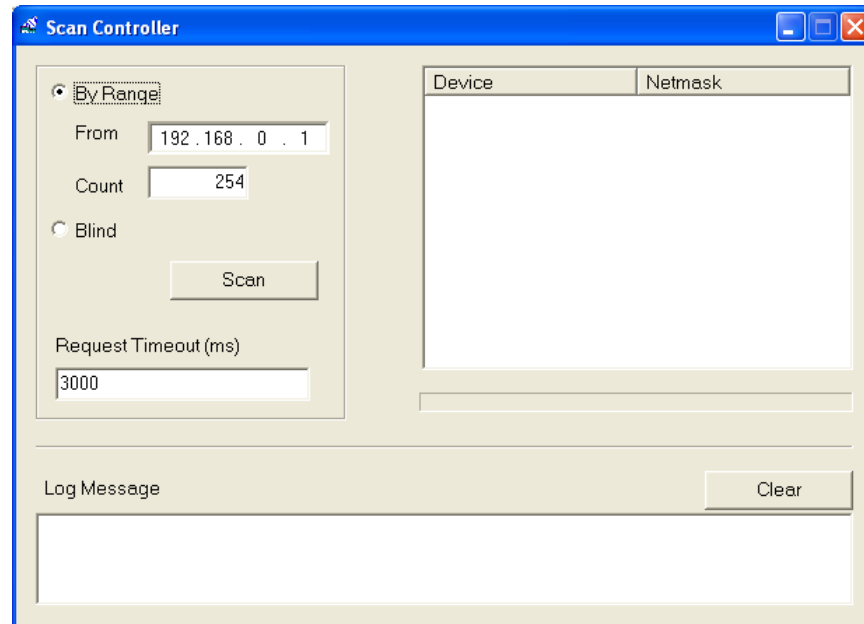 Scan Controller
By Range
From 192 . 168 . 0 . 1
Count 254
Blind
Scan
Request Timeout (ms)
3000
Device Netmask
Log Message
Clear